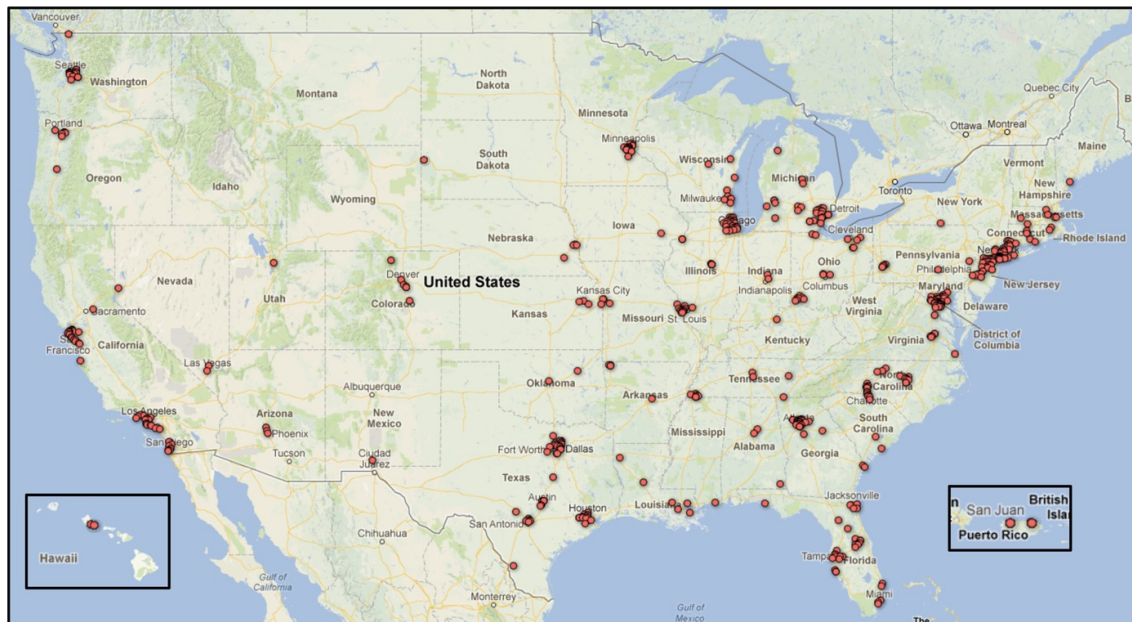 Vancouver
Seattle
Washington
Montana
North
Dakota
Minnesota
Quebec City
Ottawa
Montreal
Maine
Portland
Minneapolis
Wisconsin
Michigan
Toronto
Vermont
New
Hampshire
Oregon
Idaho
South
Dakota
Wyoming
Milwauke
Detroit
New York
Massachusetts
Iowa
Chicago
Cleveland
Connecticut
Rhode Island
Nebraska
Pennsylvania
New
Philadelphia
New Jersey
Nevada
Utah
Denver
Colorado
United States
Illinois
Indiana
Indianapolis
Ohio
Columbus
Maryland
Delaware
Sacramento
San
Francisco
California
Kansas
Kansas City
Missouri
St. Louis
West
Virginia
Virginia
District of
Columbia
Kentucky
Las Vegas
Albuquerque
Oklahoma
Arkansas
Tennessee
North
Carolina
Charlotte
Los Angeles
San Diego
Arizona
Phoenix
Tucson
New
Mexico
Ciudad
Juarez
Fort Worth
Dallas
Texas
Mississippi
Alabama
Atlanta
Georgia
South
Carolina
Austin
San Antonio
Houston
Louisiana
Jacksonville
Hawaii
Chihuahua
Gulf of
California
Monterrey
Gulf of
Mexico
Tampa
Florida
Miami
The
San Juan
Puerto Rico
British
Islan